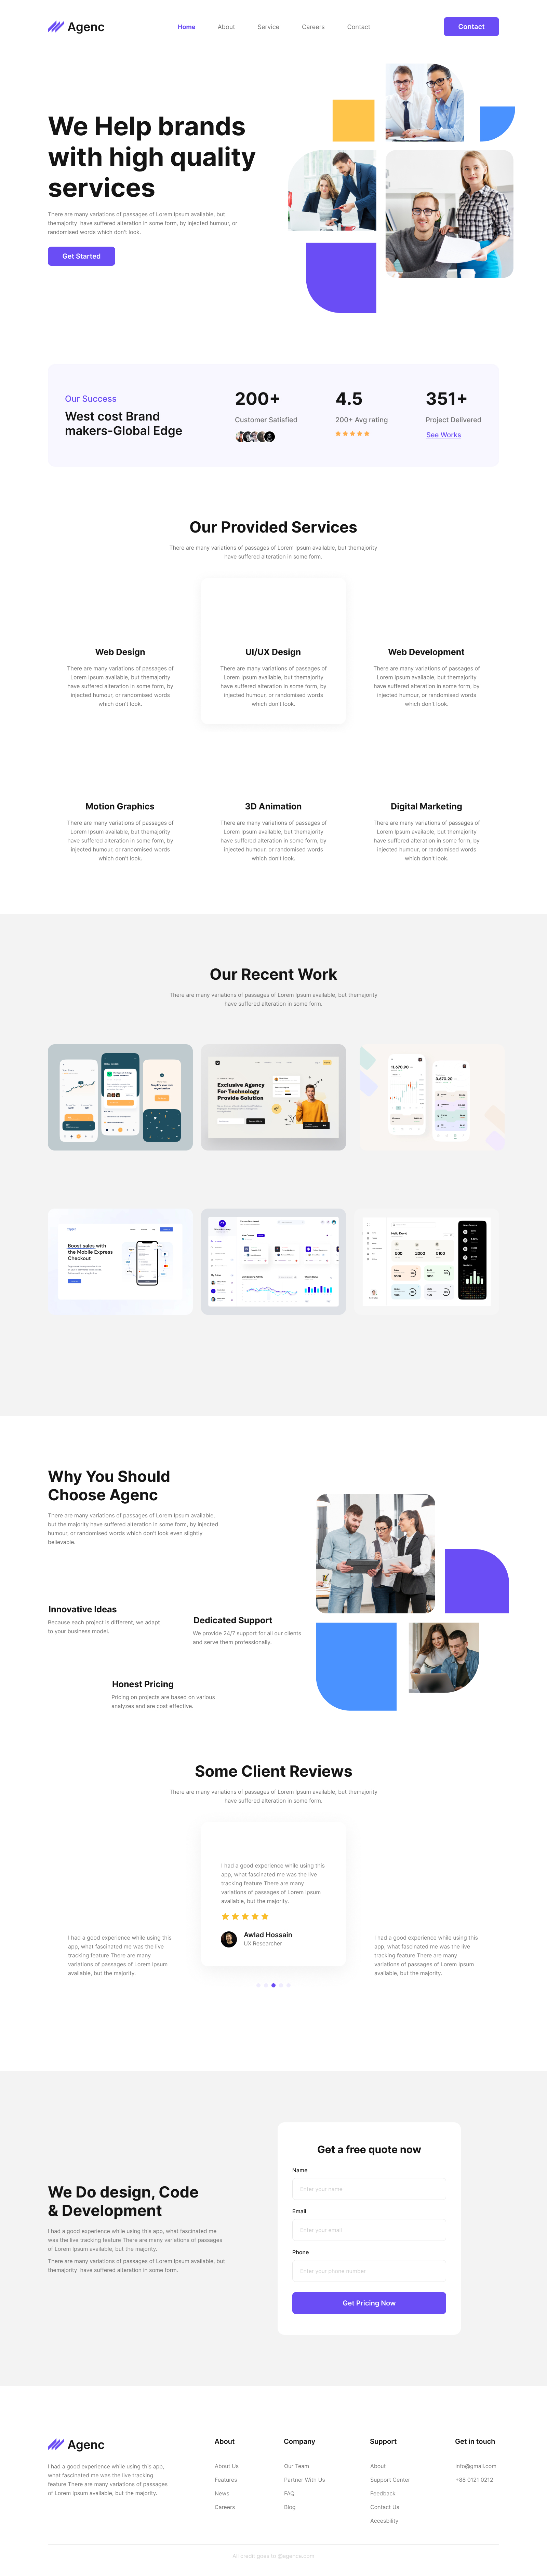 Agenc
Home About Service Careers Contact
Contact
We Help brands
with high quality
services
There are many variations of passages of Lorem Ipsum available, but
themajority  have suffered alteration in some form, by injected humour, or
randomised words which don't look.
Get Started
Our Success
West cost Brand
makers-Global Edge
200+
Customer Satisfied
4.5
200+ Avg rating
351+
Project Delivered
See Works
Our Provided Services
There are many variations of passages of Lorem Ipsum available, but themajority
have suffered alteration in some form.
Web Design
There are many variations of passages of
Lorem Ipsum available, but themajority
have suffered alteration in some form, by
injected humour, or randomised words
which don't look.
UI/UX Design
There are many variations of passages of
Lorem Ipsum available, but themajority
have suffered alteration in some form, by
injected humour, or randomised words
which don't look.
Web Development
There are many variations of passages of
Lorem Ipsum available, but themajority
have suffered alteration in some form, by
injected humour, or randomised words
which don't look.
Motion Graphics
There are many variations of passages of
Lorem Ipsum available, but themajority
have suffered alteration in some form, by
injected humour, or randomised words
which don't look.
3D Animation
There are many variations of passages of
Lorem Ipsum available, but themajority
have suffered alteration in some form, by
injected humour, or randomised words
which don't look.
Digital Marketing
There are many variations of passages of
Lorem Ipsum available, but themajority
have suffered alteration in some form, by
injected humour, or randomised words
which don't look.
Our Recent Work
There are many variations of passages of Lorem Ipsum available, but themajority
have suffered alteration in some form.
Exclusive Agency
For Technology
Provide Solution
11,670,90
3,670.20
Boost sales with
the Mobile Express
Checkout
500
2000
5100
Why You Should
Choose Agenc
There are many variations of passages of Lorem Ipsum available,
but the majority have suffered alteration in some form, by injected
humour, or randomised words which don't look even slightly
believable.
Innovative Ideas
Because each project is different, we adapt
to your business model.
Dedicated Support
We provide 24/7 support for all our clients
and serve them professionally.
Honest Pricing
Pricing on projects are based on various
analyzes and are cost effective.
Some Client Reviews
There are many variations of passages of Lorem Ipsum available, but themajority
have suffered alteration in some form.
I had a good experience while using this
app, what fascinated me was the live
tracking feature There are many
variations of passages of Lorem Ipsum
available, but the majority.
Awlad Hossain
UX Researcher
I had a good experience while using this
app, what fascinated me was the live
tracking feature There are many
variations of passages of Lorem Ipsum
available, but the majority.
I had a good experience while using this
app, what fascinated me was the live
tracking feature There are many
variations of passages of Lorem Ipsum
available, but the majority.
We Do design, Code
& Development
I had a good experience while using this app, what fascinated me
was the live tracking feature There are many variations of passages
of Lorem Ipsum available, but the majority.
There are many variations of passages of Lorem Ipsum available, but
themajority  have suffered alteration in some form.
Get a free quote now
Name
Enter your name
Email
Enter your email
Phone
Enter your phone number
Get Pricing Now
Agenc
I had a good experience while using this app,
what fascinated me was the live tracking
feature There are many variations of passages
of Lorem Ipsum available, but the majority.
About
About Us
Features
News
Careers
Company
Our Team
Partner With Us
FAQ
Blog
Support
About
Support Center
Feedback
Contact Us
Accesbility
Get in touch
info@gmail.com
+88 0121 0212
All credit goes to @agence.com